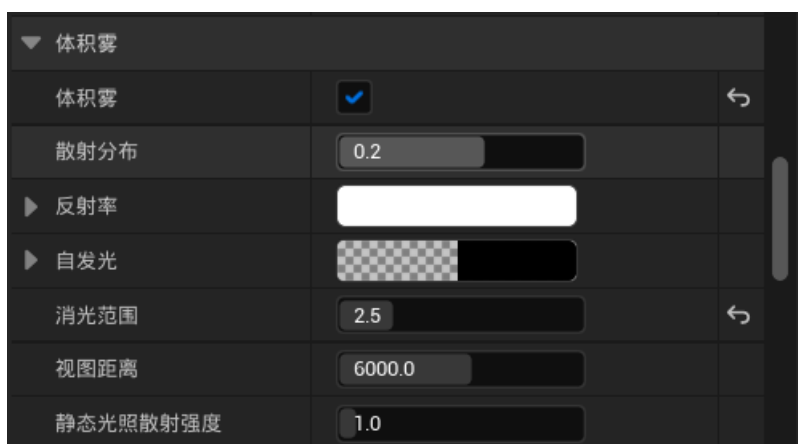 体积雾
体积雾
散射分布 0.2
反射率
自发光
消光范围 2.5
视图距离 6000.0
静态光照散射强度 1.0